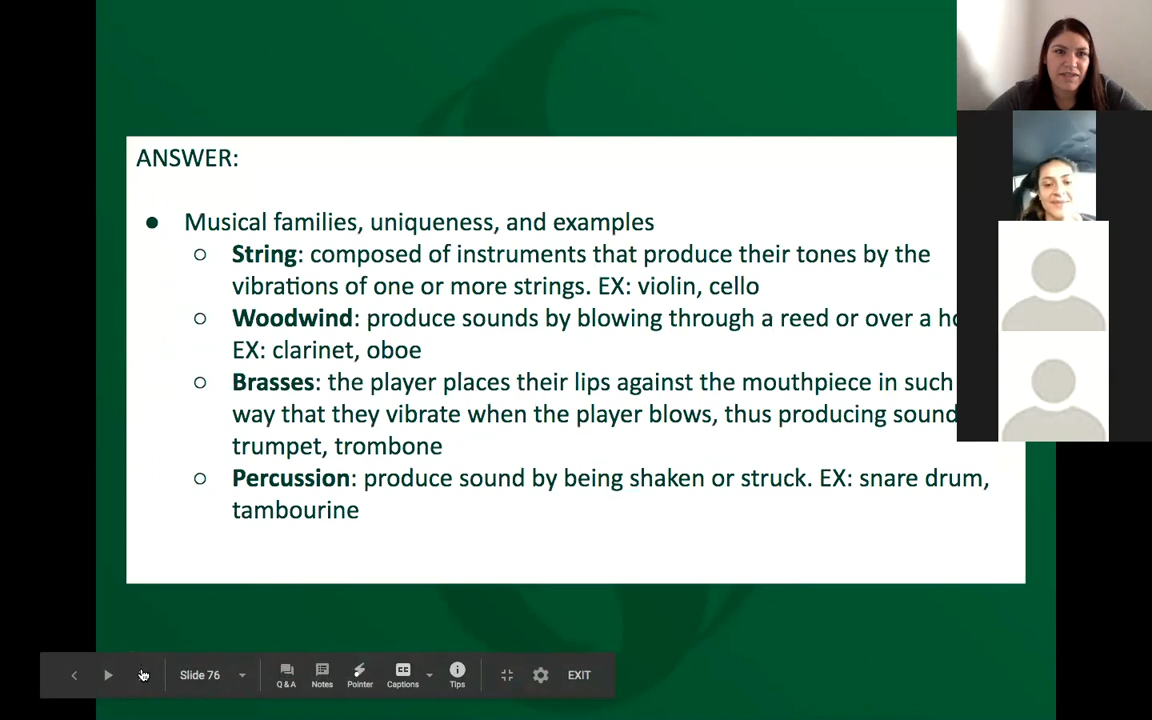 ANSWER:
● Musical families, uniqueness, and examples
○ String: composed of instruments that produce their tones by the
vibrations of one or more strings. EX: violin, cello
○ Woodwind: produce sounds by blowing through a reed or over a
EX: clarinet, oboe
○ Brasses: the player places their lips against the mouthpiece in such
way that they vibrate when the player blows, thus producing sound
trumpet, trombone
○ Percussion: produce sound by being shaken or struck. EX: snare drum,
tambourine
Slide 76 Q & A Notes Pointer CC Captions Tips EXIT